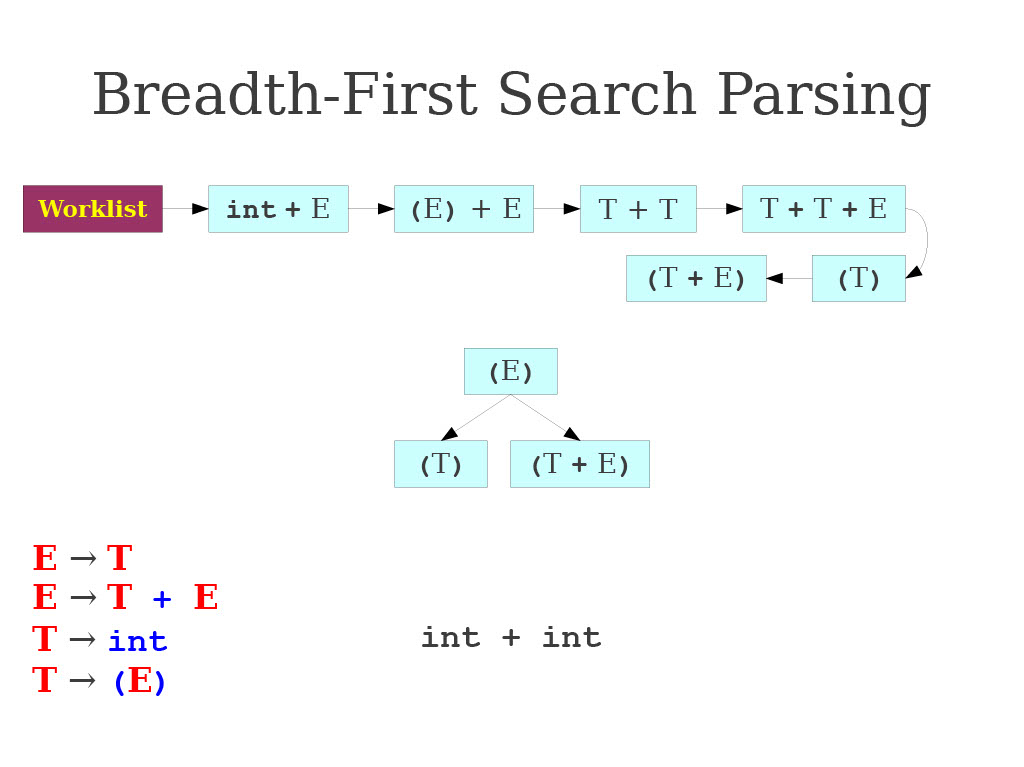 Breadth-First Search Parsing
Worklist int + E (E) + E T + T T + T + E
(T + E) (T)
(E)
(T) (T + E)
E → T
E → T + E
T → int
T → (E)
int + int